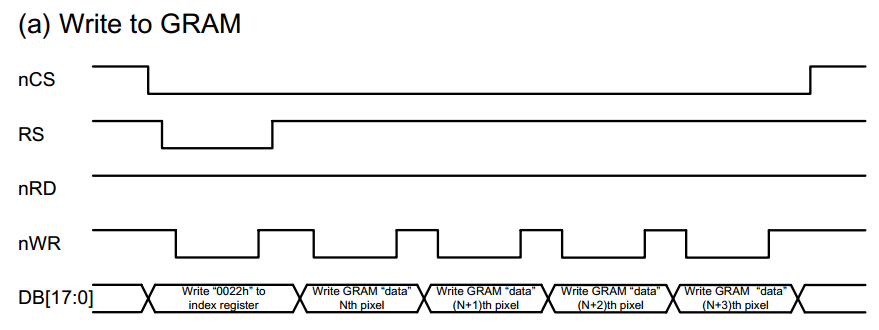 (a) Write to GRAM
nCS
RS
nRD
nWR
DB[17:0]
Write "0022h" to
index register
Write GRAM "data"
Nth pixel
Write GRAM "data"
(N+1)th pixel
Write GRAM "data"
(N+2)th pixel
Write GRAM "data"
(N+3)th pixel